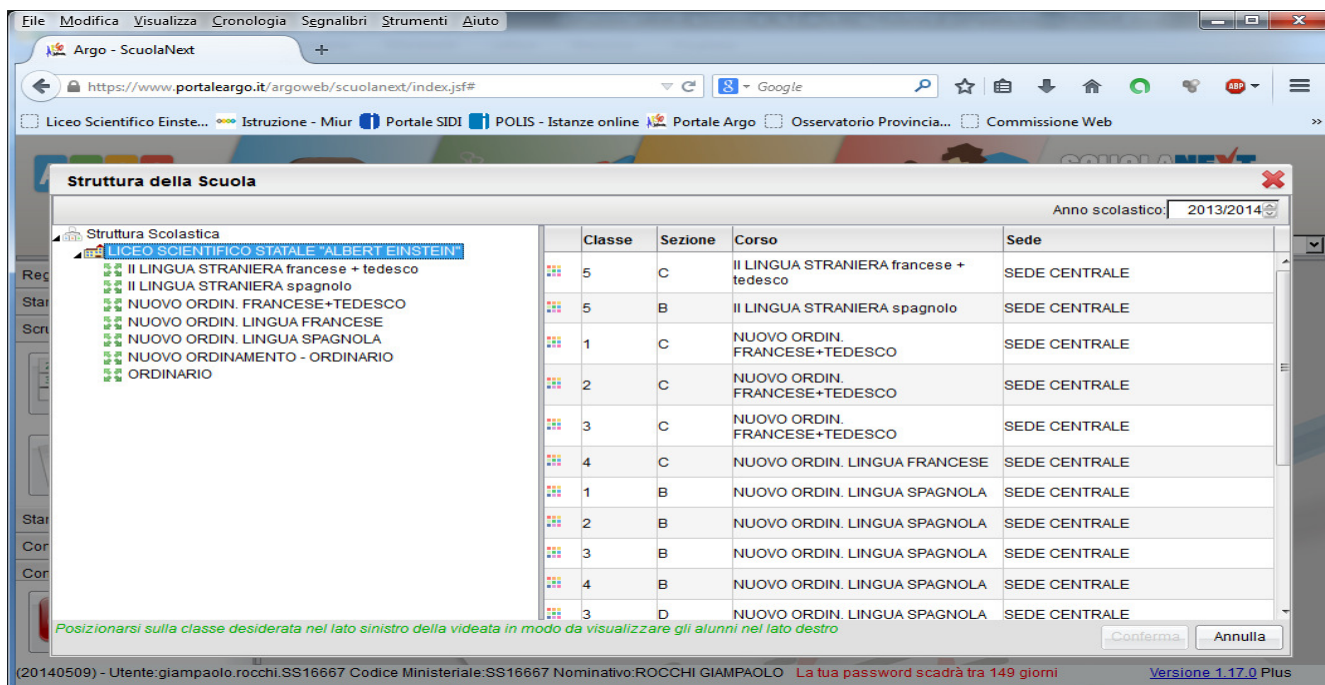 File Modifica Visualizza Cronologia Segnalibri Strumenti Aiuto
Argo - ScuolaNext
https://www.portaleargo.it/argoweb/scuolanext/index.jsf#
Google
ABP
Liceo Scientifico Einste... Istruzione - Miur Portale SIDI POLIS - Istanze online Portale Argo Osservatorio Provincia... Commissione Web »
Struttura della Scuola
Anno scolastico: 2013/2014
Struttura Scolastica
LICEO SCIENTIFICO STATALE "ALBERT EINSTEIN"
II LINGUA STRANIERA francese + tedesco
II LINGUA STRANIERA spagnolo
NUOVO ORDIN. FRANCESE+TEDESCO
NUOVO ORDIN. LINGUA FRANCESE
NUOVO ORDIN. LINGUA SPAGNOLA
NUOVO ORDINAMENTO - ORDINARIO
ORDINARIO
Classe Sezione Corso Sede
5 C II LINGUA STRANIERA francese + tedesco SEDE CENTRALE
5 B II LINGUA STRANIERA spagnolo SEDE CENTRALE
1 C NUOVO ORDIN. FRANCESE+TEDESCO SEDE CENTRALE
2 C NUOVO ORDIN. FRANCESE+TEDESCO SEDE CENTRALE
3 C NUOVO ORDIN. FRANCESE+TEDESCO SEDE CENTRALE
4 C NUOVO ORDIN. LINGUA FRANCESE SEDE CENTRALE
1 B NUOVO ORDIN. LINGUA SPAGNOLA SEDE CENTRALE
2 B NUOVO ORDIN. LINGUA SPAGNOLA SEDE CENTRALE
3 B NUOVO ORDIN. LINGUA SPAGNOLA SEDE CENTRALE
4 B NUOVO ORDIN. LINGUA SPAGNOLA SEDE CENTRALE
3 D NUOVO ORDIN. LINGUA SPAGNOLA SEDE CENTRALE
Posizionarsi sulla classe desiderata nel lato sinistro della videata in modo da visualizzare gli alunni nel lato destro
Conferma Annulla
(20140509) - Utente:giampaolo.rocchi.SS16667 Codice Ministeriale:SS16667 Nominativo:ROCCHI GIAMPAOLO La tua password scadrà tra 149 giorni Versione 1.17.0 Plus